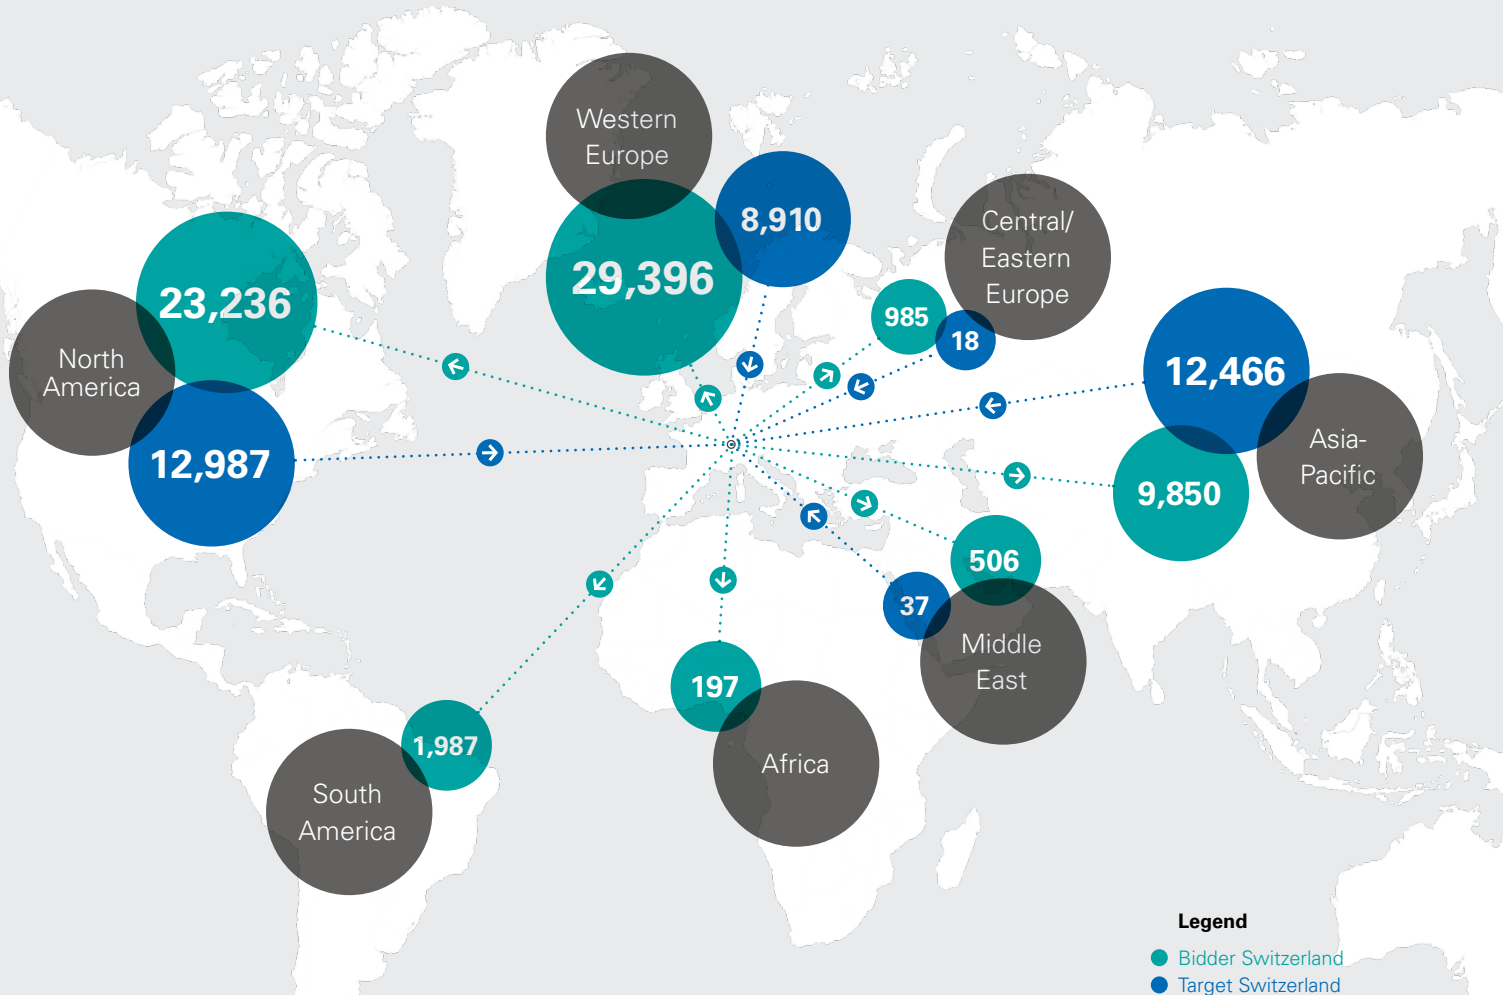 Western
Europe
8,910
29,396
Central/
Eastern
Europe
985
18
23,236
North
America
12,987
12,466
Asia-
Pacific
9,850
506
37
Middle
East
197
Africa
1,987
South
America
Legend
Bidder Switzerland
Target Switzerland